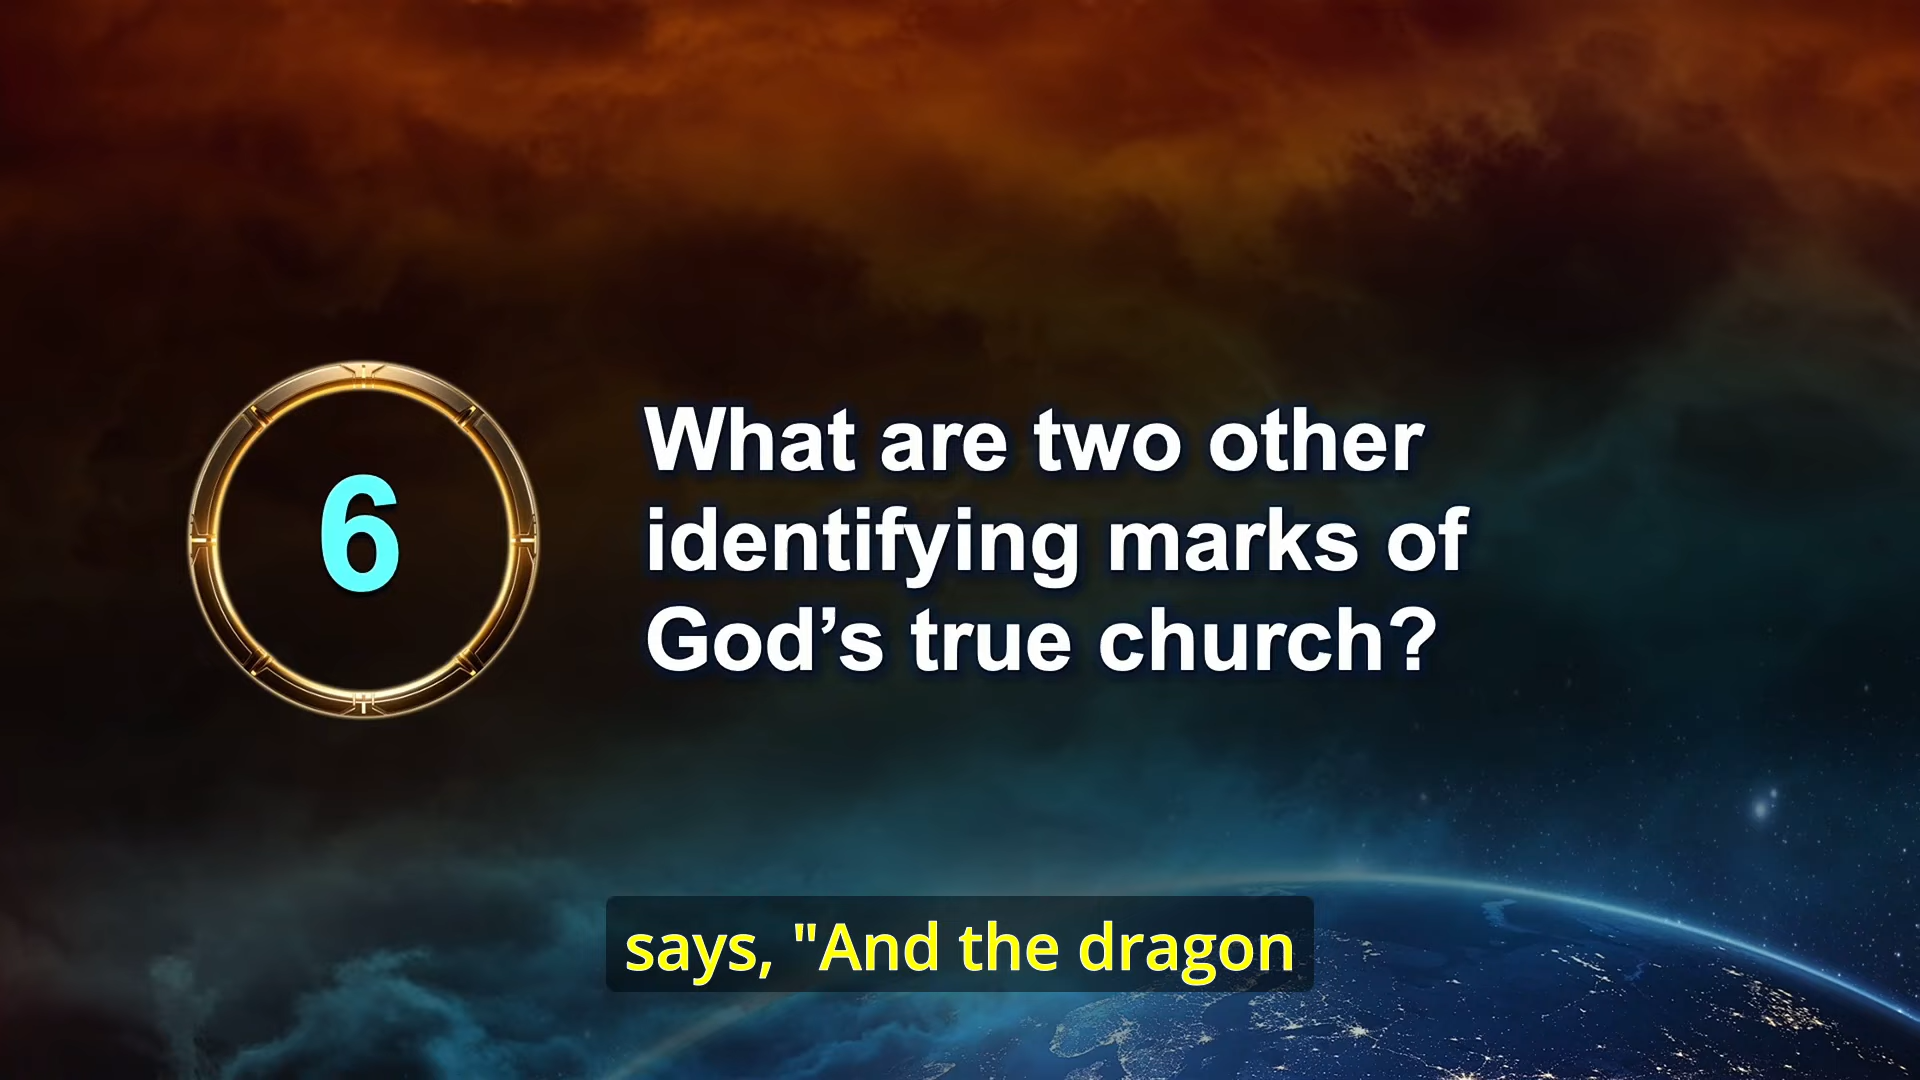 6
What are two other
identifying marks of
God’s true church?
says, "And the dragon